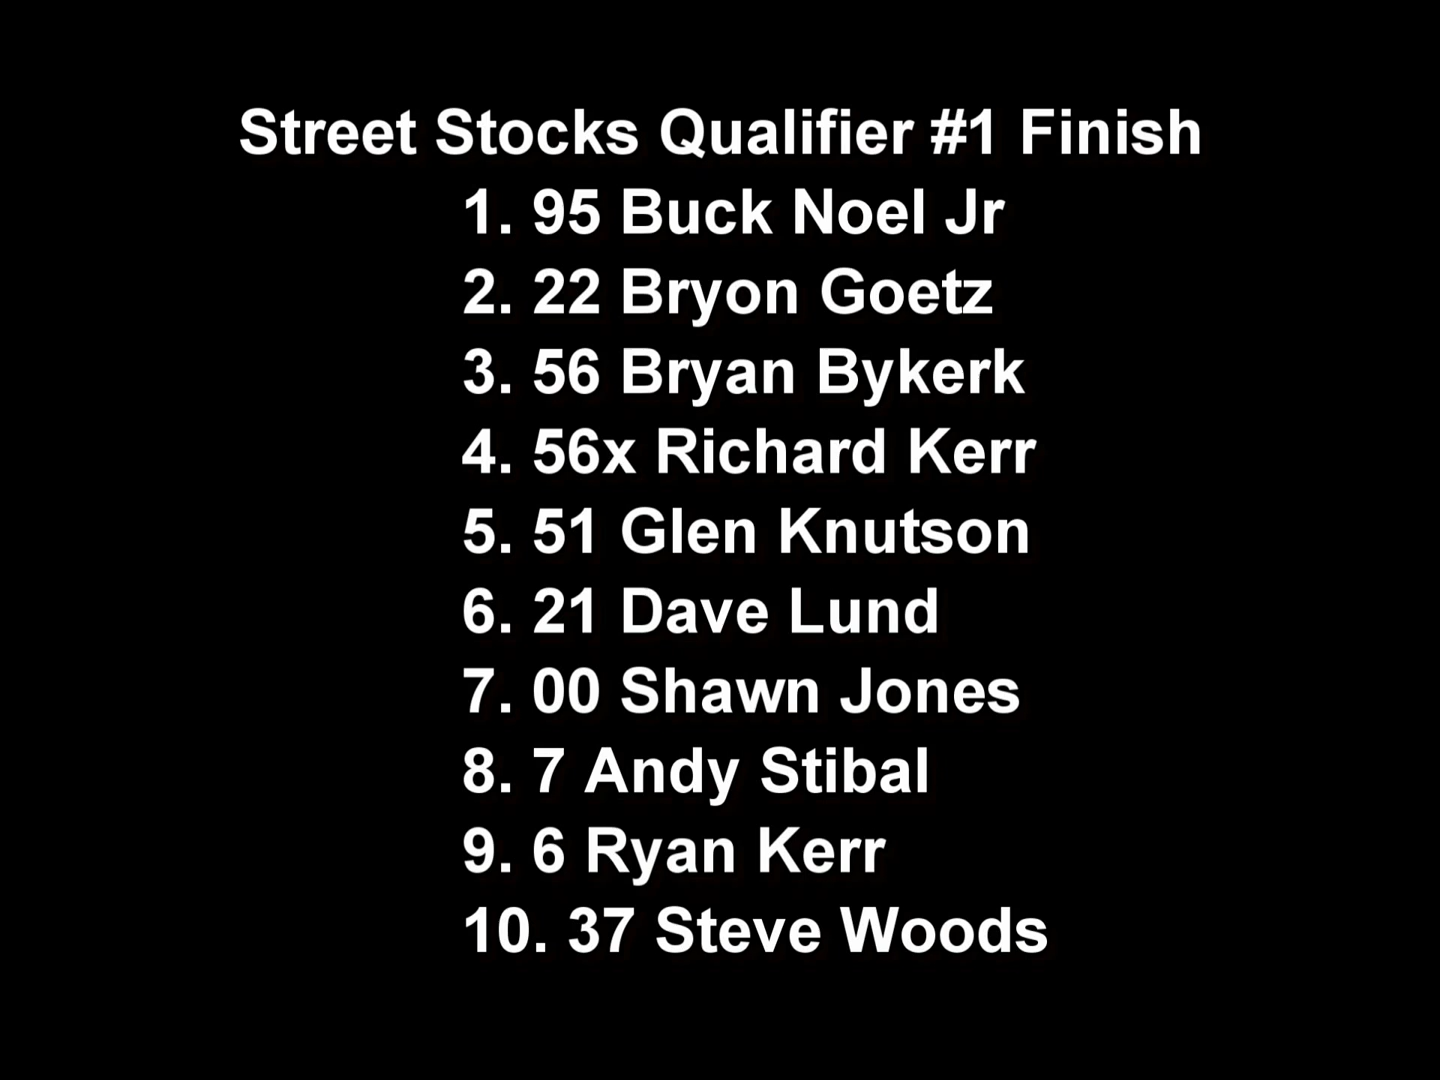 Street Stocks Qualifier #1 Finish
1. 95 Buck Noel Jr
2. 22 Bryon Goetz
3. 56 Bryan Bykerk
4. 56x Richard Kerr
5. 51 Glen Knutson
6. 21 Dave Lund
7. 00 Shawn Jones
8. 7 Andy Stibal
9. 6 Ryan Kerr
10. 37 Steve Woods